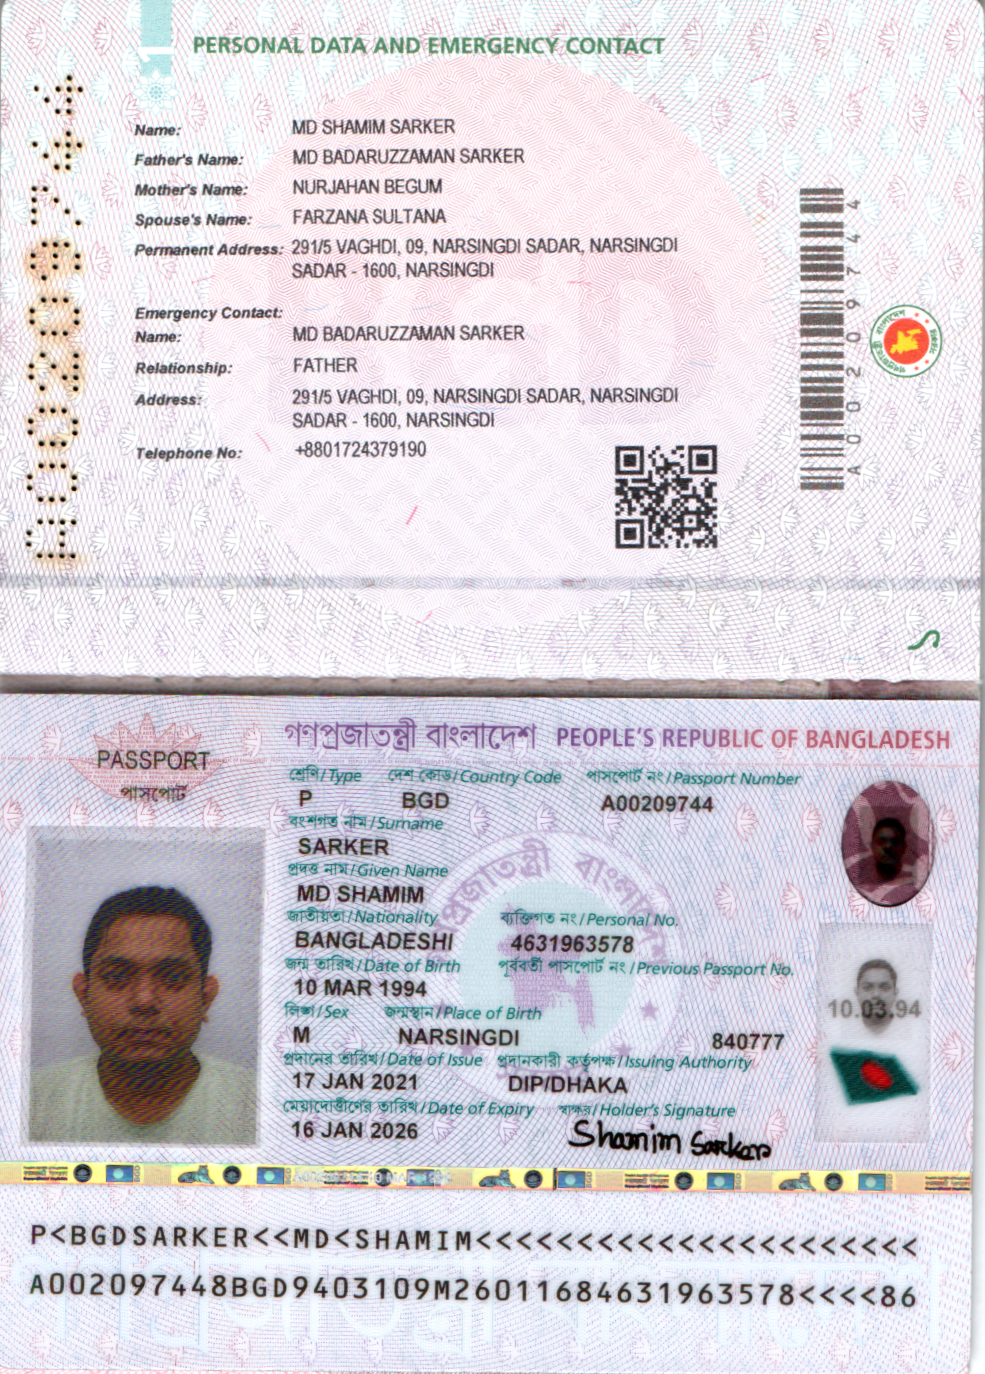 PERSONAL DATA AND EMERGENCY CONTACT
1
A00209744
Name: MD SHAMIM SARKER
Father's Name: MD BADARUZZAMAN SARKER
Mother's Name: NURJAHAN BEGUM
Spouse's Name: FARZANA SULTANA
Permanent Address: 291/5 VAGHDI, 09, NARSINGDI SADAR, NARSINGDI
SADAR - 1600, NARSINGDI
Emergency Contact:
Name: MD BADARUZZAMAN SARKER
Relationship: FATHER
Address: 291/5 VAGHDI, 09, NARSINGDI SADAR, NARSINGDI
SADAR - 1600, NARSINGDI
Telephone No: +8801724379190
A00209744
গণপ্রজাতন্ত্রী বাংলাদেশ PEOPLE'S REPUBLIC OF BANGLADESH
PASSPORT
পাসপোর্ট
শ্রেণি/Type দেশ কোড/Country Code পাসপোর্ট নং/Passport Number
P BGD A00209744
বংশগত নাম/Surname
SARKER
প্রদত্ত নাম/Given Name
MD SHAMIM
জাতীয়তা/Nationality ব্যক্তিগত নং/Personal No.
BANGLADESHI 4631963578
জন্ম তারিখ/Date of Birth পূর্ববর্তী পাসপোর্ট নং/Previous Passport No.
10 MAR 1994
10.03.94
লিঙ্গ/Sex জন্মস্থান/Place of Birth
M NARSINGDI 840777
প্রদানের তারিখ/Date of Issue প্রদানকারী কর্তৃপক্ষ/Issuing Authority
17 JAN 2021 DIP/DHAKA
মেয়াদোত্তীর্ণের তারিখ/Date of Expiry স্বাক্ষর/Holder's Signature
16 JAN 2026 Shamim Sarker
P<BGDSARKER<<MD<SHAMIM<<<<<<<<<<<<<<<<<<<<<<
A002097448BGD9403109M26011684631963578<<<<86